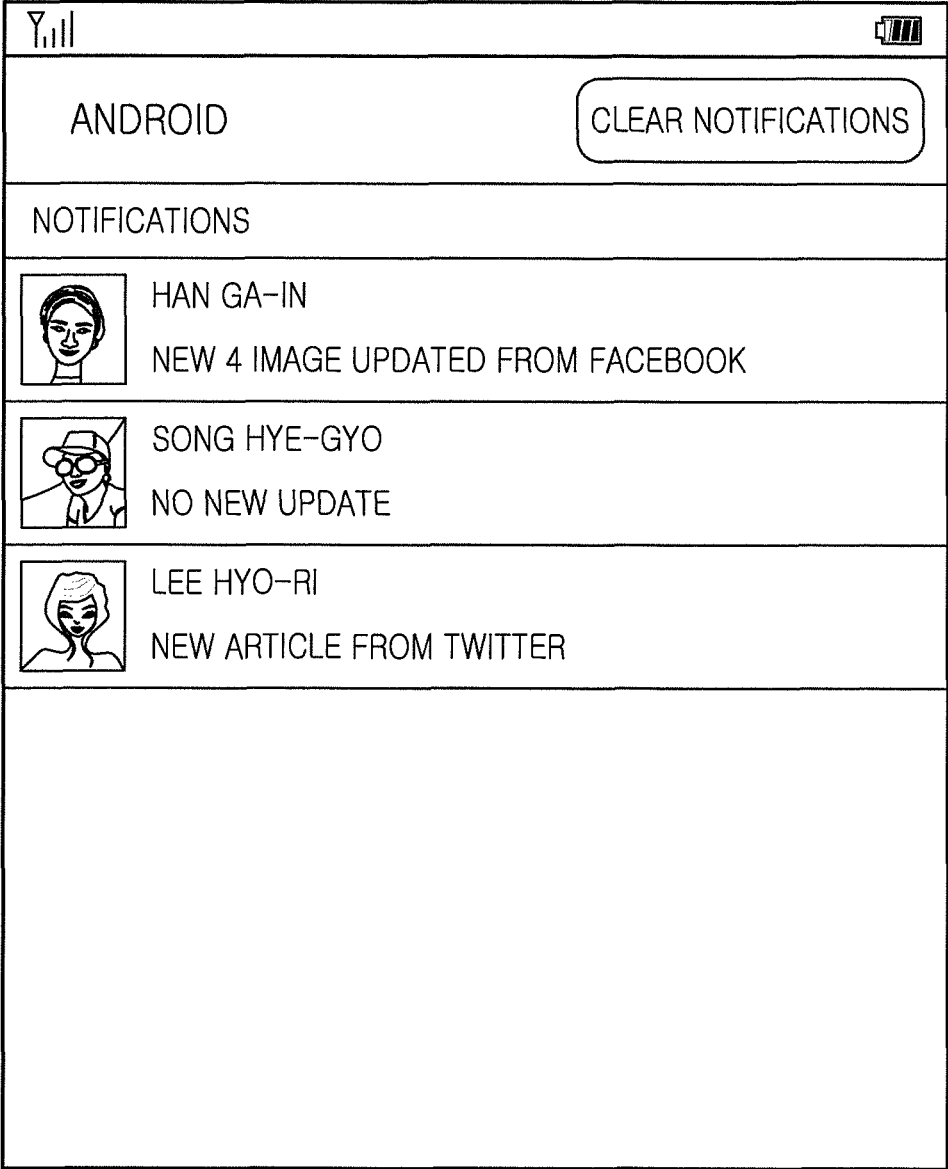 ANDROID
CLEAR NOTIFICATIONS
NOTIFICATIONS
HAN GA-IN
NEW 4 IMAGE UPDATED FROM FACEBOOK
SONG HYE-GYO
NO NEW UPDATE
LEE HYO-RI
NEW ARTICLE FROM TWITTER